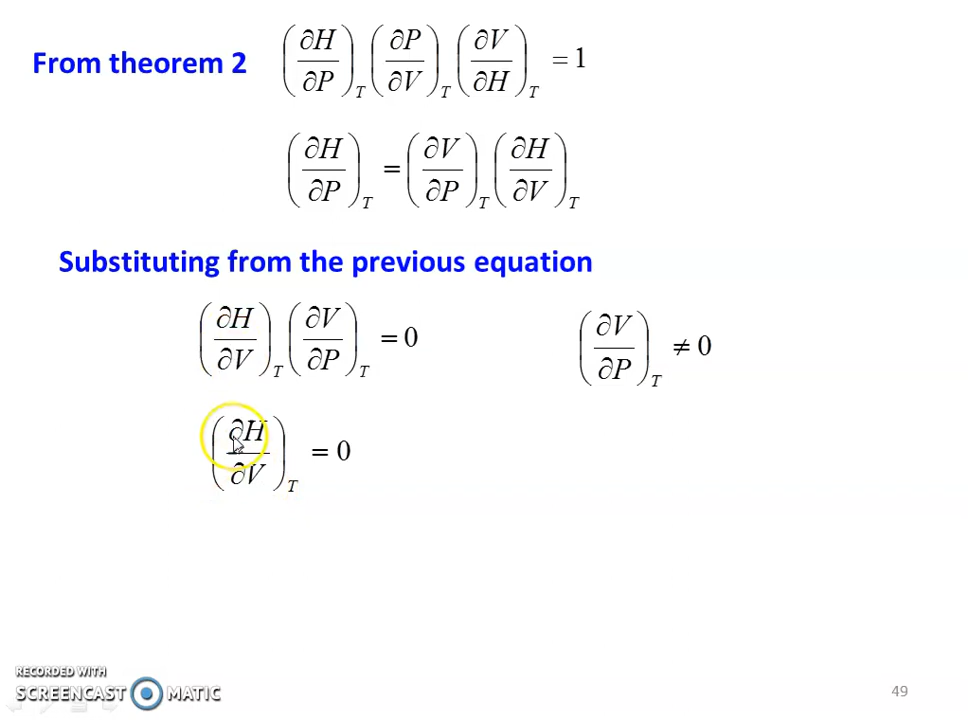 From theorem 2 (∂H/∂P)_T (∂P/∂V)_T (∂V/∂H)_T = 1
(∂H/∂P)_T = (∂V/∂P)_T (∂H/∂V)_T
Substituting from the previous equation
(∂H/∂V)_T (∂V/∂P)_T = 0 (∂V/∂P)_T ≠ 0
(∂H/∂V)_T = 0
RECORDED WITH
SCREENCAST MATIC
49